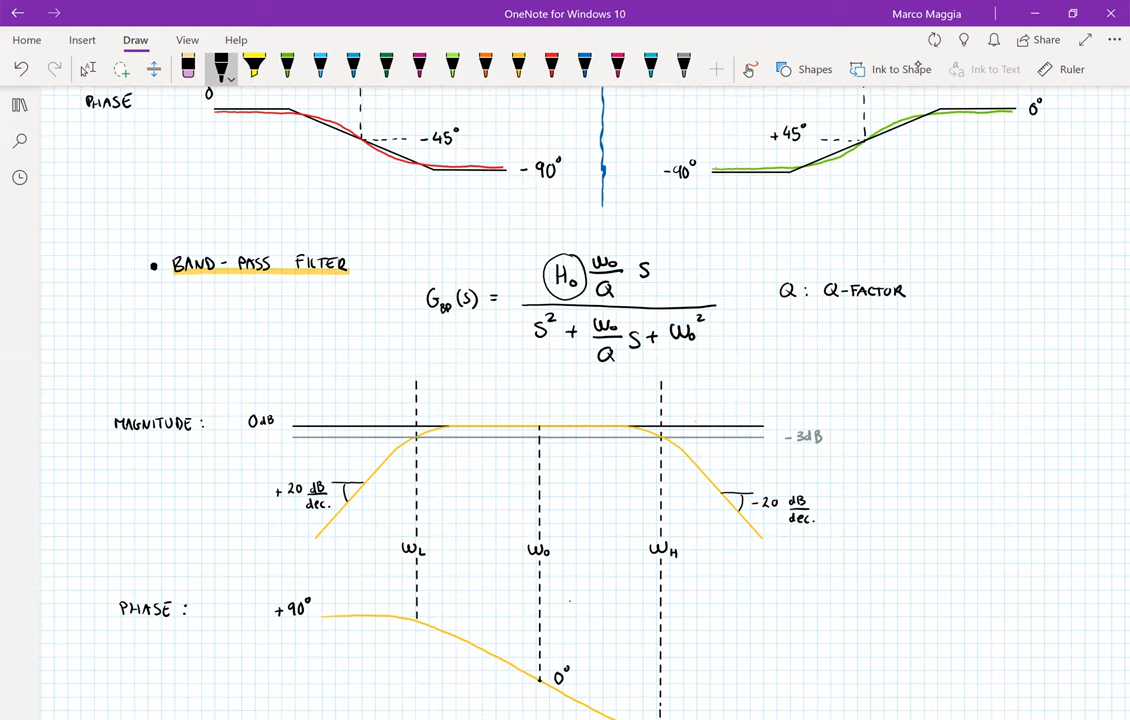 OneNote for Windows 10
Marco Maggia
Home Insert Draw View Help
Share
Shapes Ink to Shape Ink to Text Ruler
PHASE 0
-45°
-90°
+45°
-90°
0°
• BAND-PASS FILTER
G_BP(S) = (H₀ ω₀/Q S) / (S² + ω₀/Q S + ω₀²)
Q: Q-FACTOR
MAGNITUDE: 0dB
-3dB
+20 dB/dec.
-20 dB/dec.
ω_L ω₀ ω_H
PHASE: +90°
0°